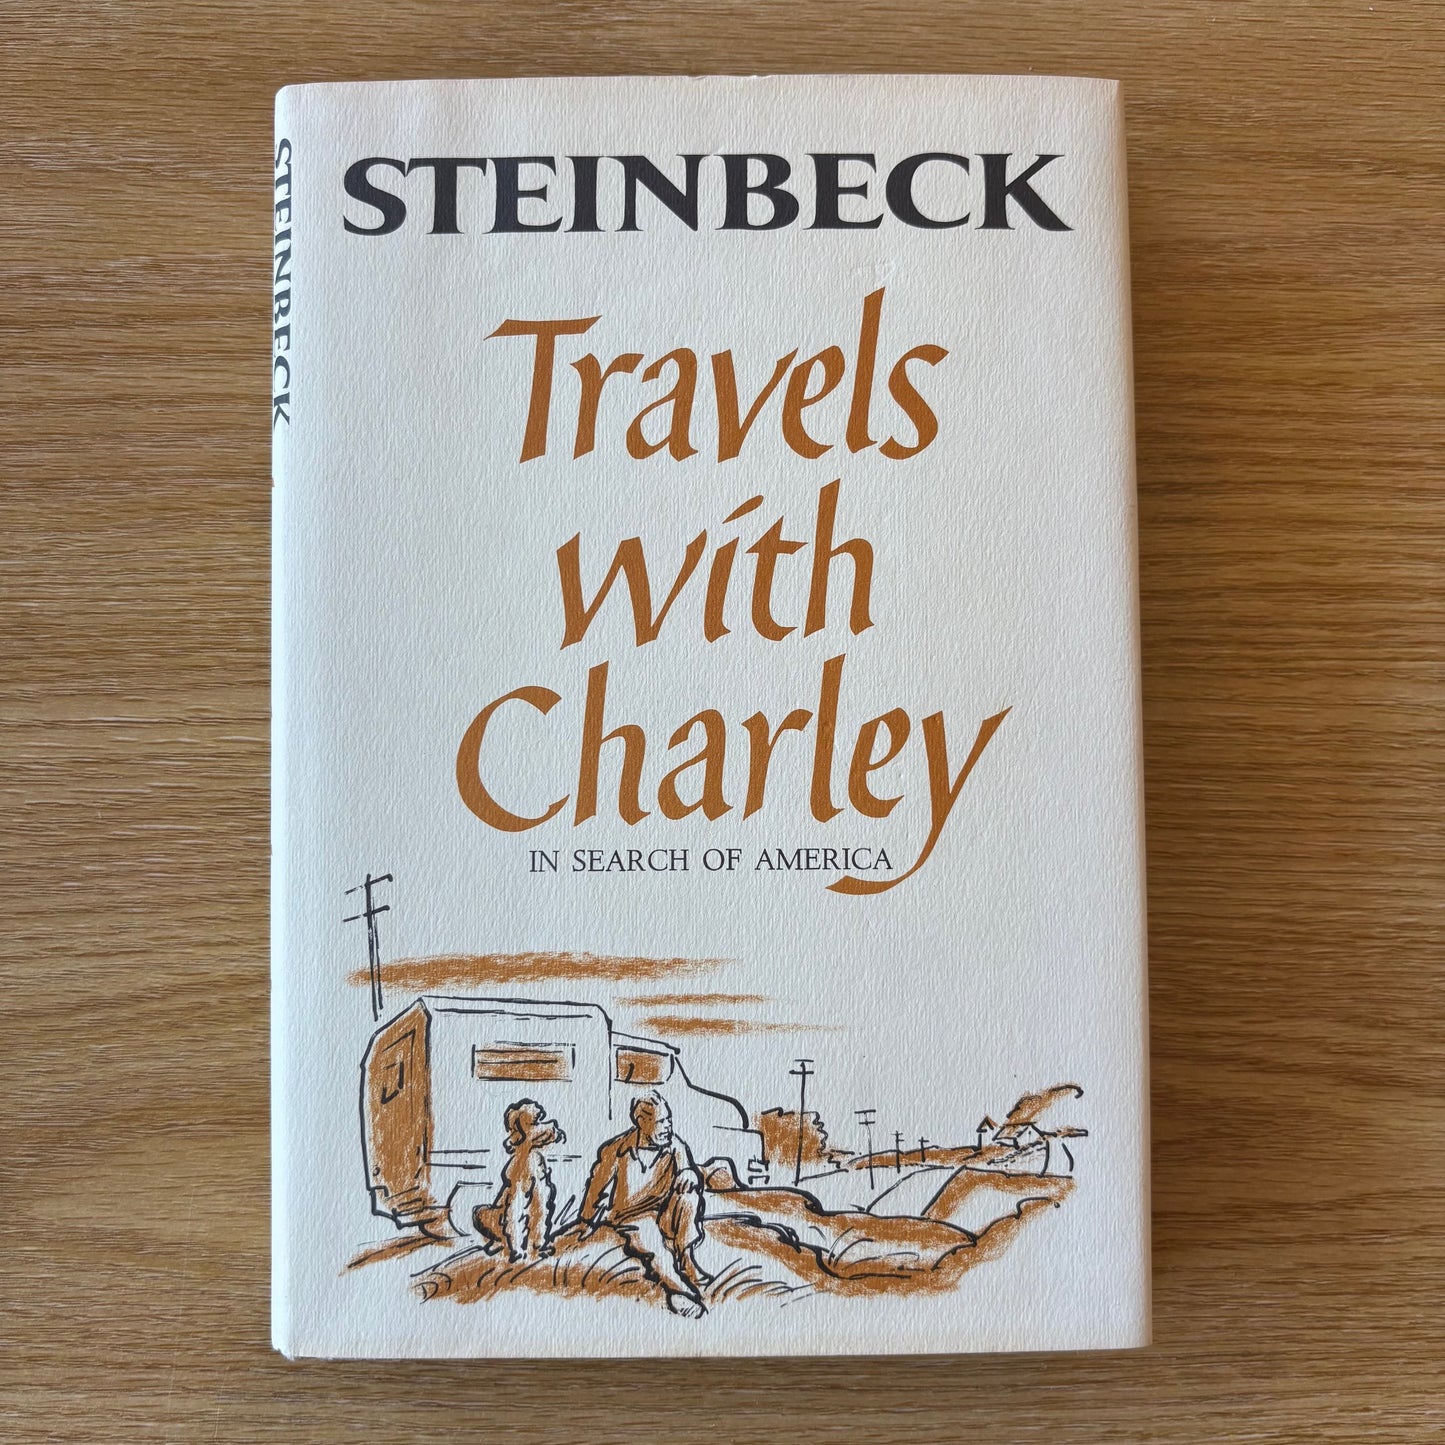 STEINBECK
Travels
with
Charley
IN SEARCH OF AMERICA
STEINBECK